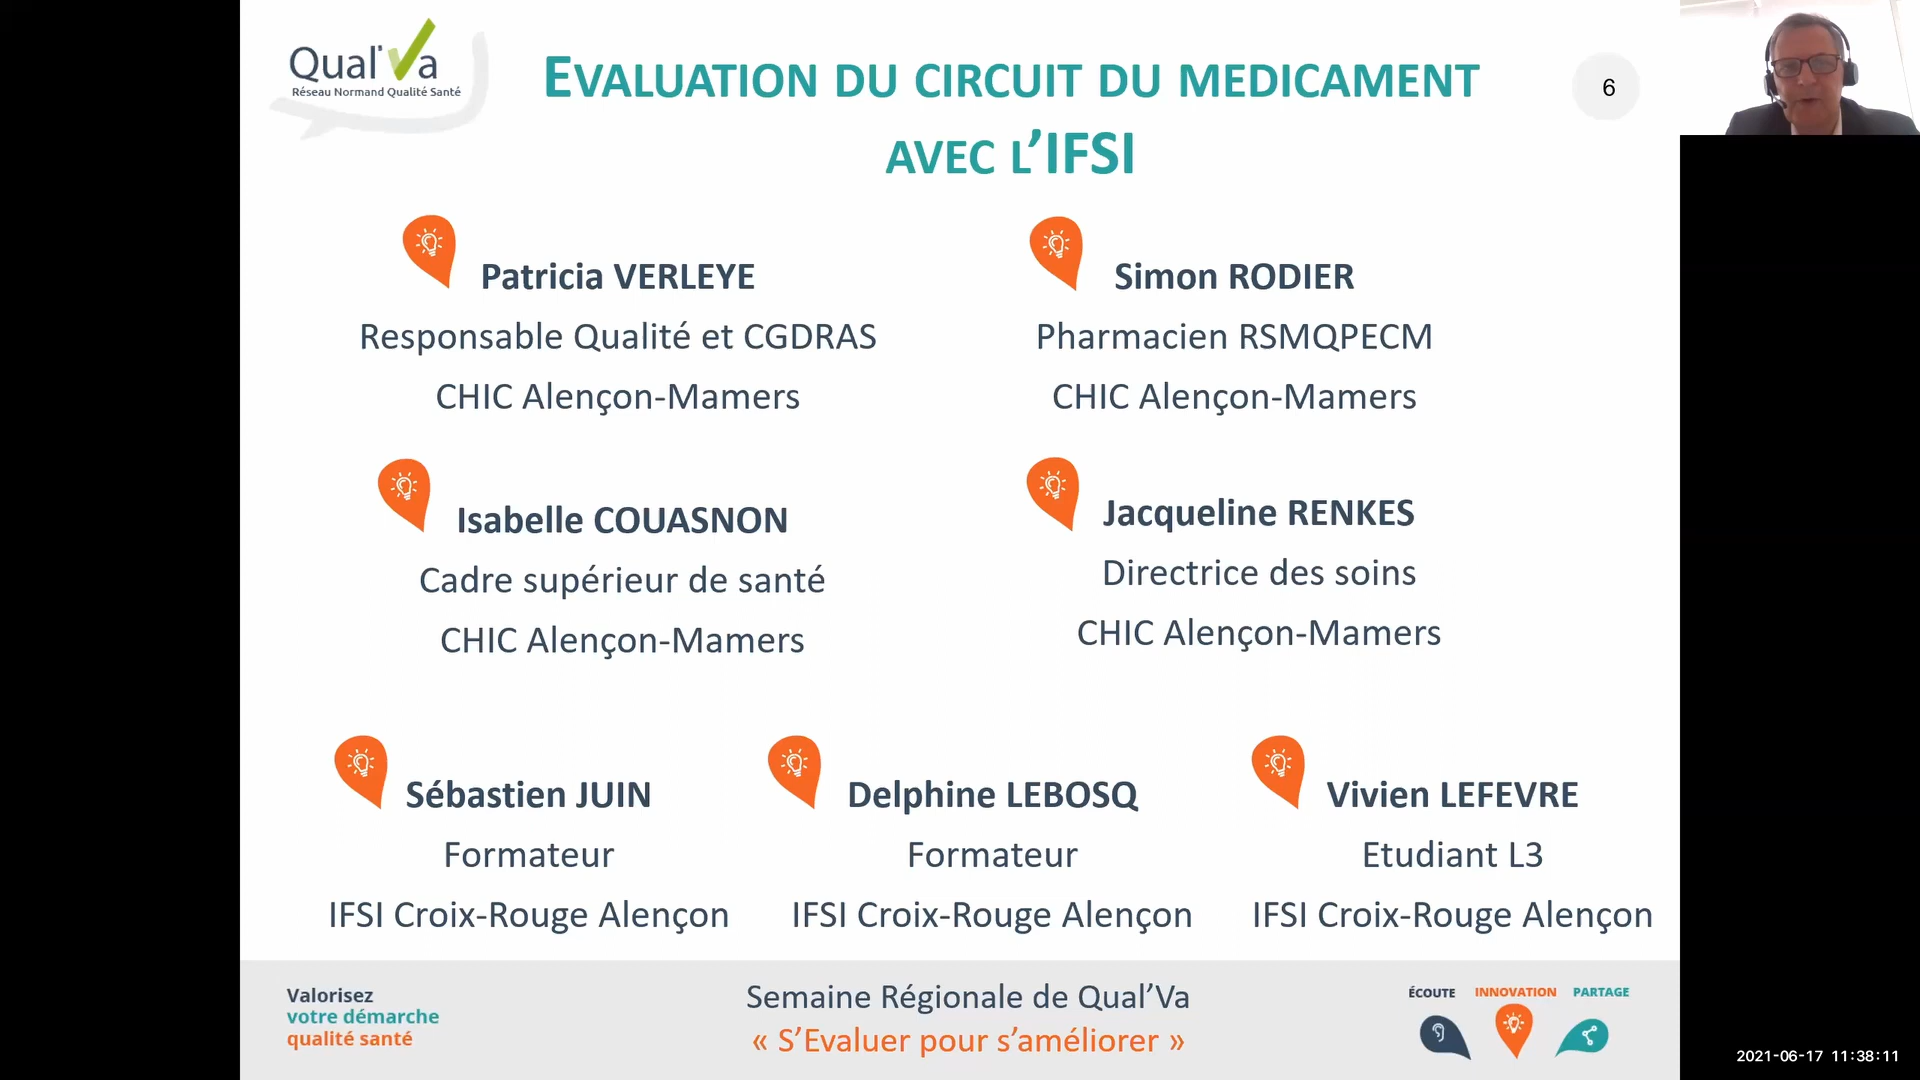 Qual'Va
Réseau Normand Qualité Santé
EVALUATION DU CIRCUIT DU MEDICAMENT
AVEC L'IFSI
6
Patricia VERLEYE
Responsable Qualité et CGDRAS
CHIC Alençon-Mamers
Simon RODIER
Pharmacien RSMQPECM
CHIC Alençon-Mamers
Isabelle COUASNON
Cadre supérieur de santé
CHIC Alençon-Mamers
Jacqueline RENKES
Directrice des soins
CHIC Alençon-Mamers
Sébastien JUIN
Formateur
IFSI Croix-Rouge Alençon
Delphine LEBOSQ
Formateur
IFSI Croix-Rouge Alençon
Vivien LEFEVRE
Etudiant L3
IFSI Croix-Rouge Alençon
Valorisez
votre démarche
qualité santé
Semaine Régionale de Qual'Va
« S'Evaluer pour s'améliorer »
ÉCOUTE INNOVATION PARTAGE
2021-06-17 11:38:11